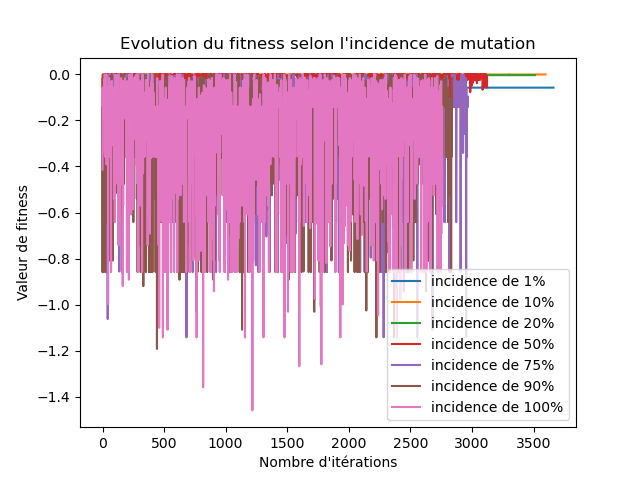 Evolution du fitness selon l'incidence de mutation
Valeur de fitness
0.0
−0.2
−0.4
−0.6
−0.8
−1.0
−1.2
−1.4
incidence de 1%
incidence de 10%
incidence de 20%
incidence de 50%
incidence de 75%
incidence de 90%
incidence de 100%
0 500 1000 1500 2000 2500 3000 3500
Nombre d'itérations